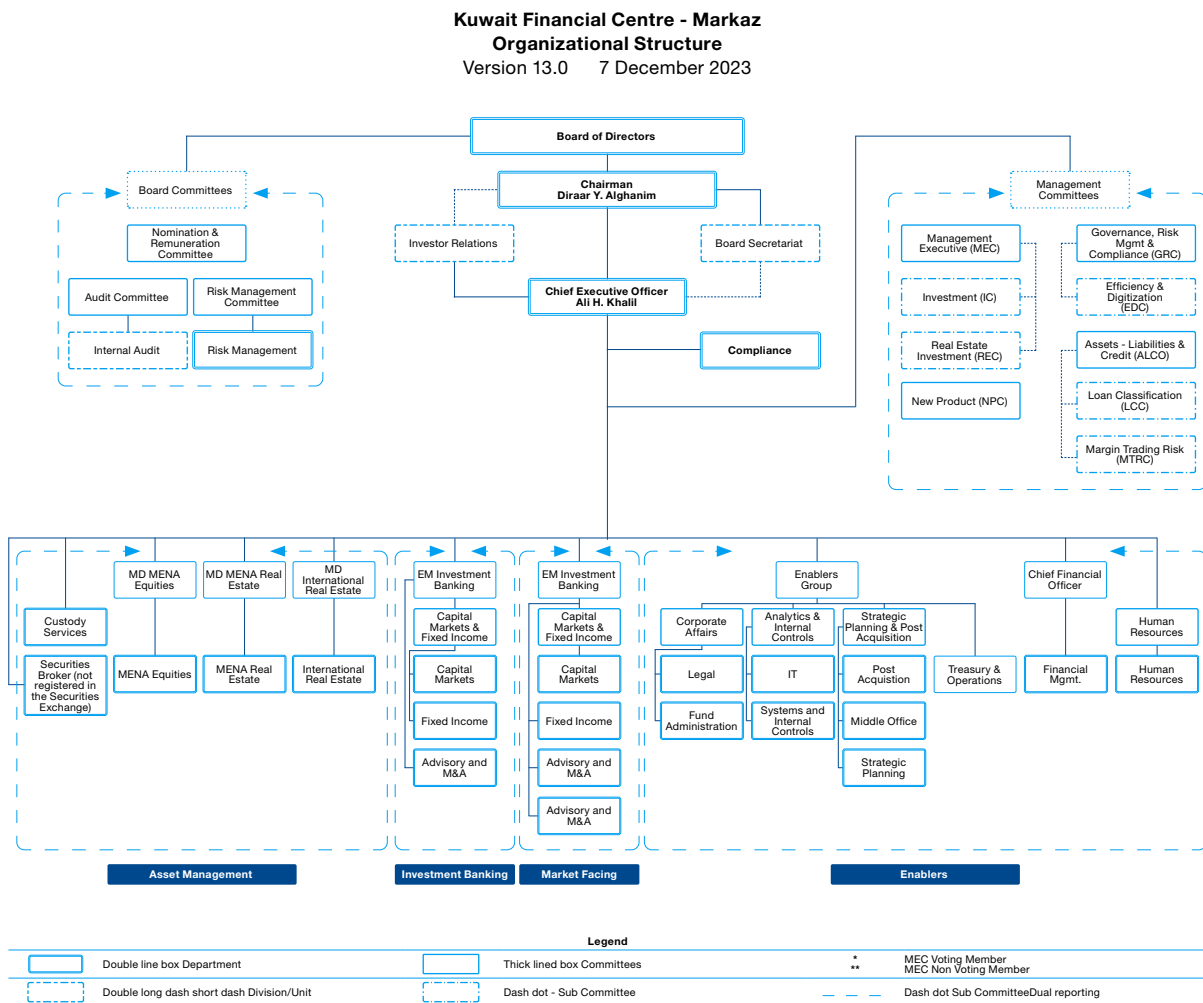 Kuwait Financial Centre - Markaz
Organizational Structure
Version 13.0 7 December 2023
Board of Directors
Board Committees
Chairman
Diraar Y. Alghanim
Management
Committees
Nomination &
Remuneration
Committee
Investor Relations
Board Secretariat
Management
Executive (MEC)
Governance, Risk
Mgmt &
Compliance (GRC)
Audit Committee
Risk Management
Committee
Chief Executive Officer
Ali H. Khalil
Investment (IC)
Efficiency &
Digitization
(EDC)
Internal Audit
Risk Management
Compliance
Real Estate
Investment (REC)
Assets - Liabilities &
Credit (ALCO)
New Product (NPC)
Loan Classification
(LCC)
Margin Trading Risk
(MTRC)
MD MENA
Equities
MD MENA Real
Estate
MD
International
Real Estate
EM Investment
Banking
EM Investment
Banking
Enablers
Group
Chief Financial
Officer
Custody
Services
Capital
Markets &
Fixed Income
Capital
Markets &
Fixed Income
Corporate
Affairs
Analytics &
Internal
Controls
Strategic
Planning & Post
Acquisition
Human
Resources
Securities
Broker (not
registered in
the Securities
Exchange)
MENA Equities
MENA Real
Estate
International
Real Estate
Capital
Markets
Capital
Markets
Legal
IT
Post
Acquistion
Treasury &
Operations
Financial
Mgmt.
Human
Resources
Fixed Income
Fixed Income
Fund
Administration
Systems and
Internal
Controls
Middle Office
Advisory and
M&A
Advisory and
M&A
Strategic
Planning
Advisory and
M&A
Asset Management
Investment Banking
Market Facing
Enablers
Legend
Double line box Department
Thick lined box Committees
* MEC Voting Member
** MEC Non Voting Member
Double long dash short dash Division/Unit
Dash dot - Sub Committee
Dash dot Sub CommitteeDual reporting